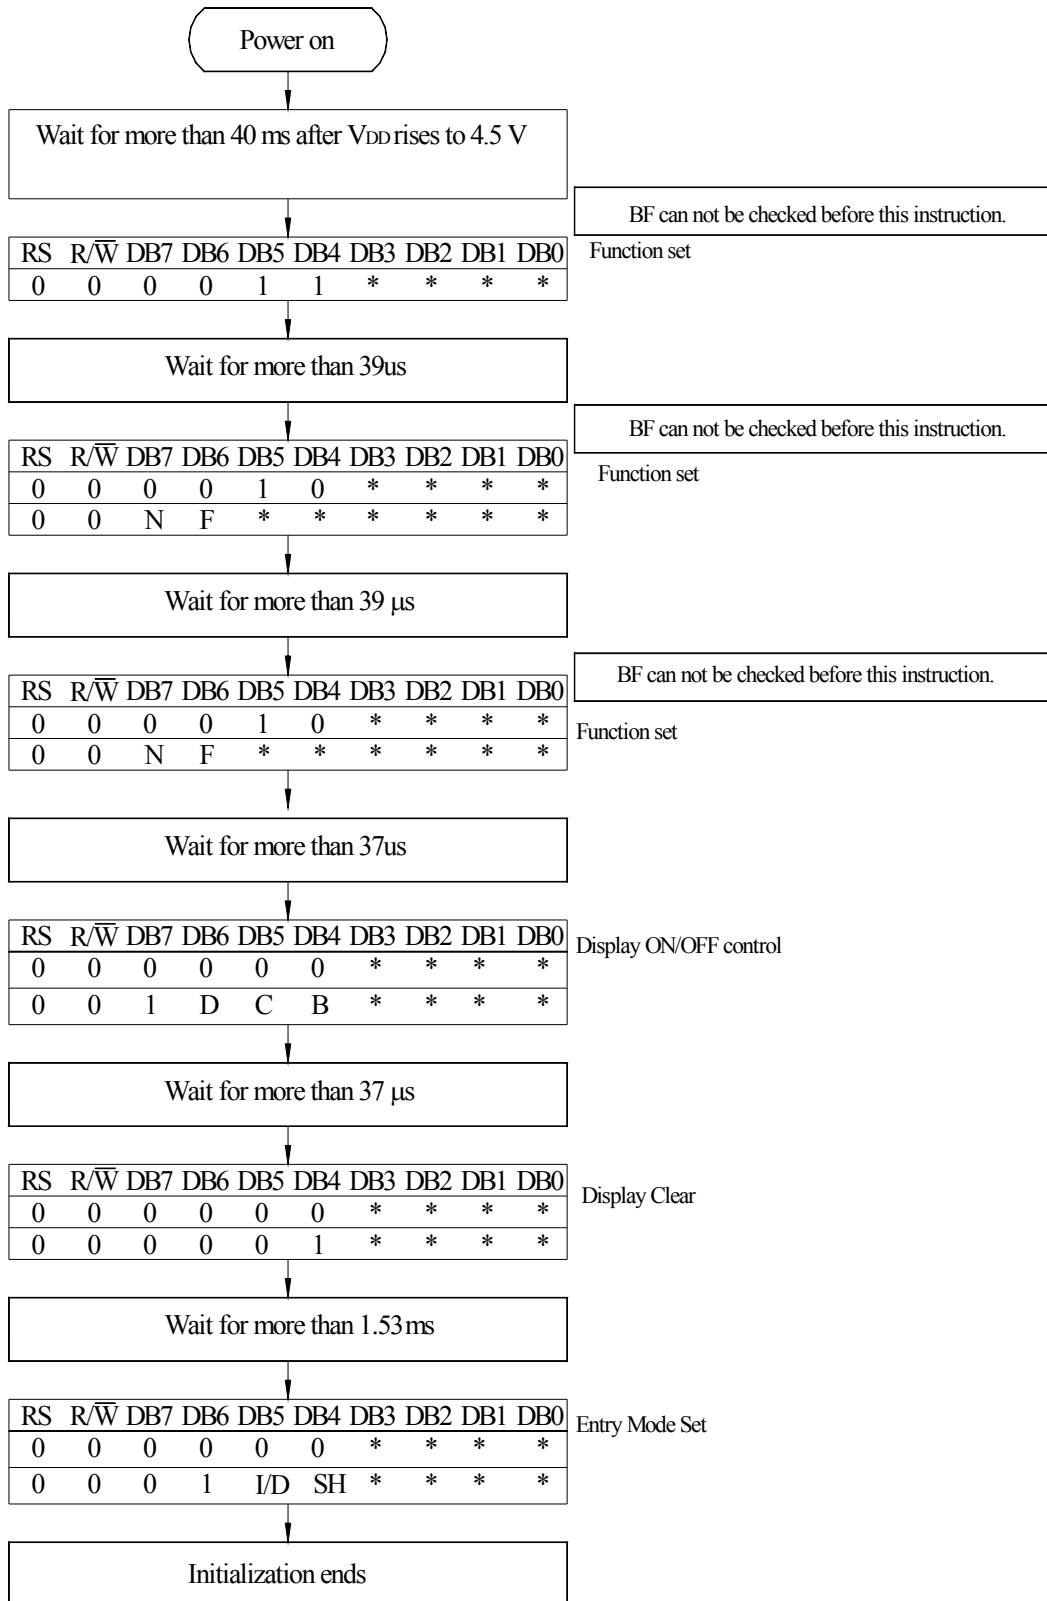 Power on
Wait for more than 40 ms after VDD rises to 4.5 V
BF can not be checked before this instruction.
RS R/W̅ DB7 DB6 DB5 DB4 DB3 DB2 DB1 DB0
Function set
0 0 0 0 1 1 * * * *
Wait for more than 39us
BF can not be checked before this instruction.
RS R/W̅ DB7 DB6 DB5 DB4 DB3 DB2 DB1 DB0
Function set
0 0 0 0 1 0 * * * *
0 0 N F * * * * * *
Wait for more than 39 µs
BF can not be checked before this instruction.
RS R/W̅ DB7 DB6 DB5 DB4 DB3 DB2 DB1 DB0
0 0 0 0 1 0 * * * *
Function set
0 0 N F * * * * * *
Wait for more than 37us
RS R/W̅ DB7 DB6 DB5 DB4 DB3 DB2 DB1 DB0
Display ON/OFF control
0 0 0 0 0 0 * * * *
0 0 1 D C B * * * *
Wait for more than 37 µs
RS R/W̅ DB7 DB6 DB5 DB4 DB3 DB2 DB1 DB0
Display Clear
0 0 0 0 0 0 * * * *
0 0 0 0 0 1 * * * *
Wait for more than 1.53ms
RS R/W̅ DB7 DB6 DB5 DB4 DB3 DB2 DB1 DB0
Entry Mode Set
0 0 0 0 0 0 * * * *
0 0 0 1 I/D SH * * * *
Initialization ends